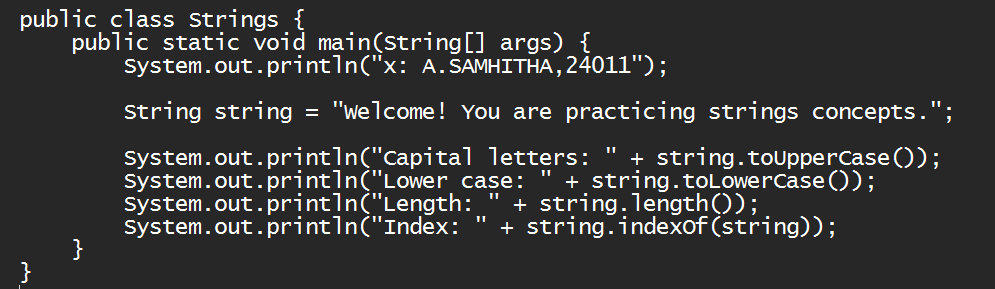 public class Strings {
    public static void main(String[] args) {
        System.out.println("x: A.SAMHITHA,24011");
        String string = "Welcome! You are practicing strings concepts.";
        System.out.println("Capital letters: " + string.toUpperCase());
        System.out.println("Lower case: " + string.toLowerCase());
        System.out.println("Length: " + string.length());
        System.out.println("Index: " + string.indexOf(string));
    }
}